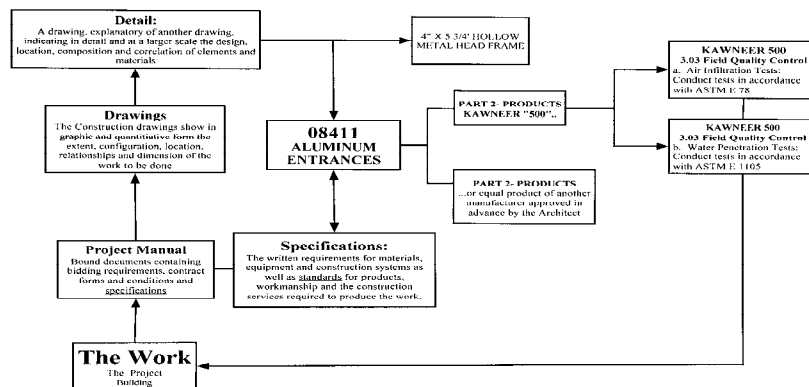 Detail:
A drawing, explanatory of another drawing,
indicating in detail and at a larger scale the design,
location, composition and correlation of elements and
materials
4" X 5 3/4' HOLLOW
METAL HEAD FRAME
KAWNEER 500
3.03 Field Quality Control
a. Air Infiltration Tests:
Conduct tests in accordance
with ASTM E 78
Drawings
The Construction drawings show in
graphic and quantitative form the
extent, configuration, location,
relationships and dimension of the
work to be done
08411
ALUMINUM
ENTRANCES
PART 2- PRODUCTS
KAWNEER "500"..
KAWNEER 500
3.03 Field Quality Control
b. Water Penetration Tests:
Conduct tests in accordance
with ASTM E 1105
PART 2- PRODUCTS
...or equal product of another
manufacturer approved in
advance by the Architect
Project Manual
Bound documents containing
bidding requirements, contract
forms and conditions and
specifications
Specifications:
The written requirements for materials,
equipment and construction systems as
well as standards for products,
workmanship and the construction
services required to produce the work.
The Work
The Project
Building